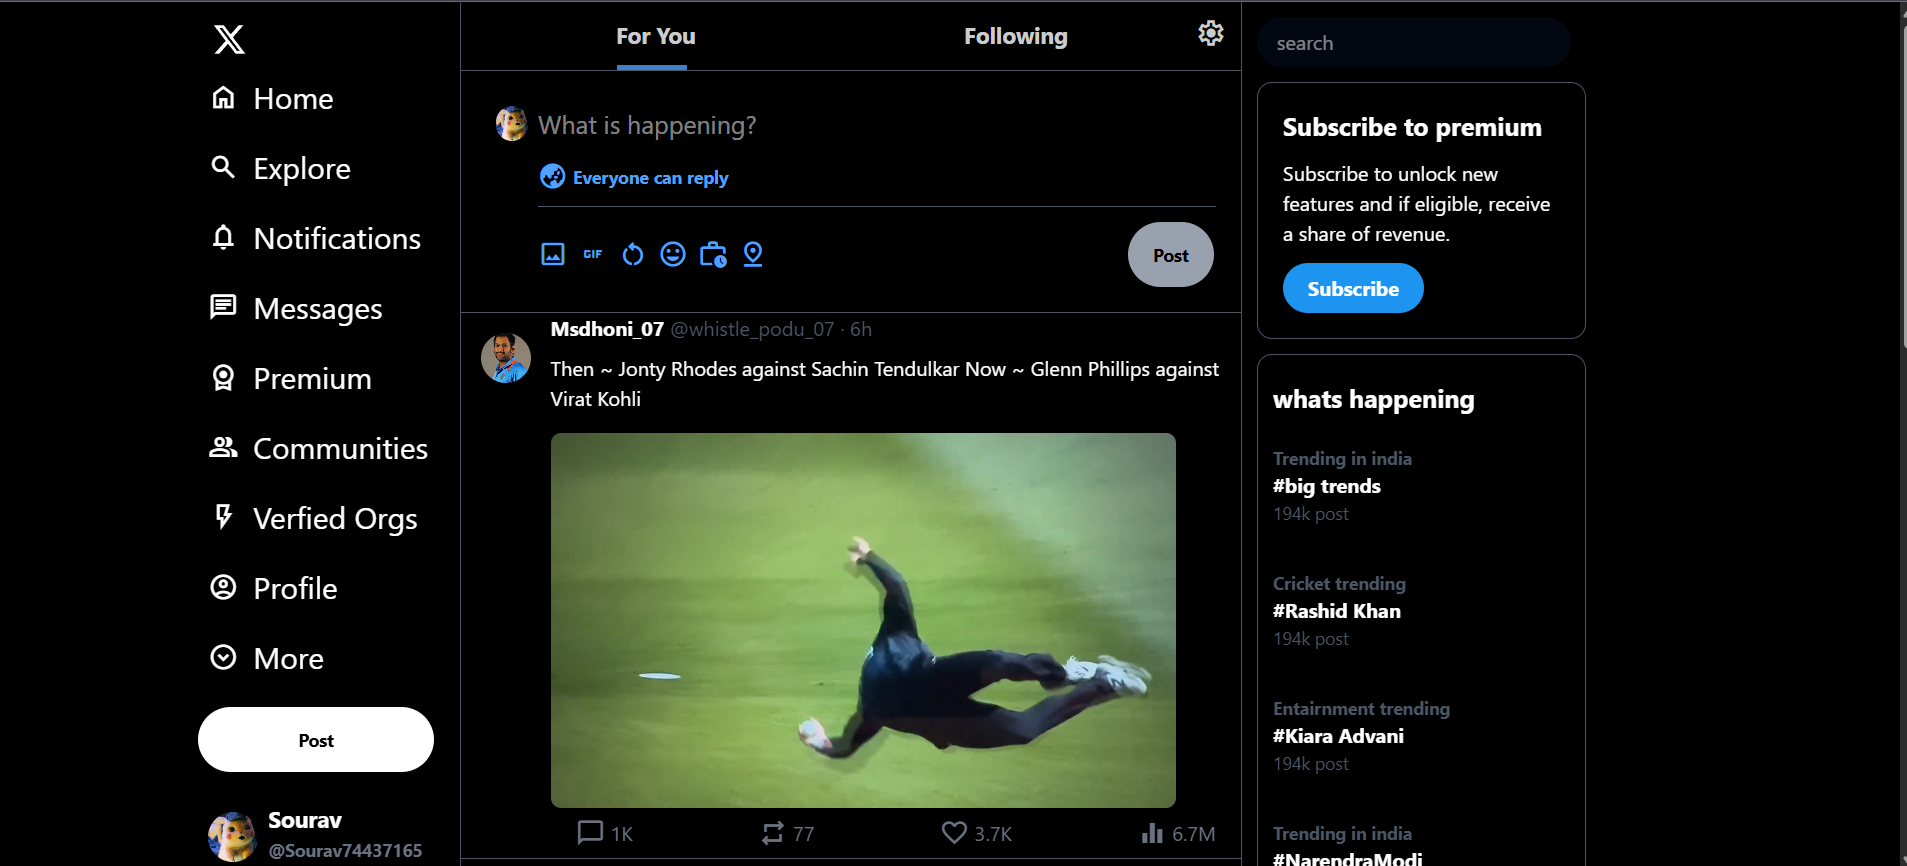 Home
Explore
Notifications
Messages
Premium
Communities
Verfied Orgs
Profile
More
Post
Sourav
@Sourav74437165
For You
Following
What is happening?
Everyone can reply
GIF
Post
Msdhoni_07 @whistle_podu_07 · 6h
Then ~ Jonty Rhodes against Sachin Tendulkar Now ~ Glenn Phillips against
Virat Kohli
1K
77
3.7K
6.7M
search
Subscribe to premium
Subscribe to unlock new
features and if eligible, receive
a share of revenue.
Subscribe
whats happening
Trending in india
#big trends
194k post
Cricket trending
#Rashid Khan
194k post
Entairnment trending
#Kiara Advani
194k post
Trending in india
#NarendraModi